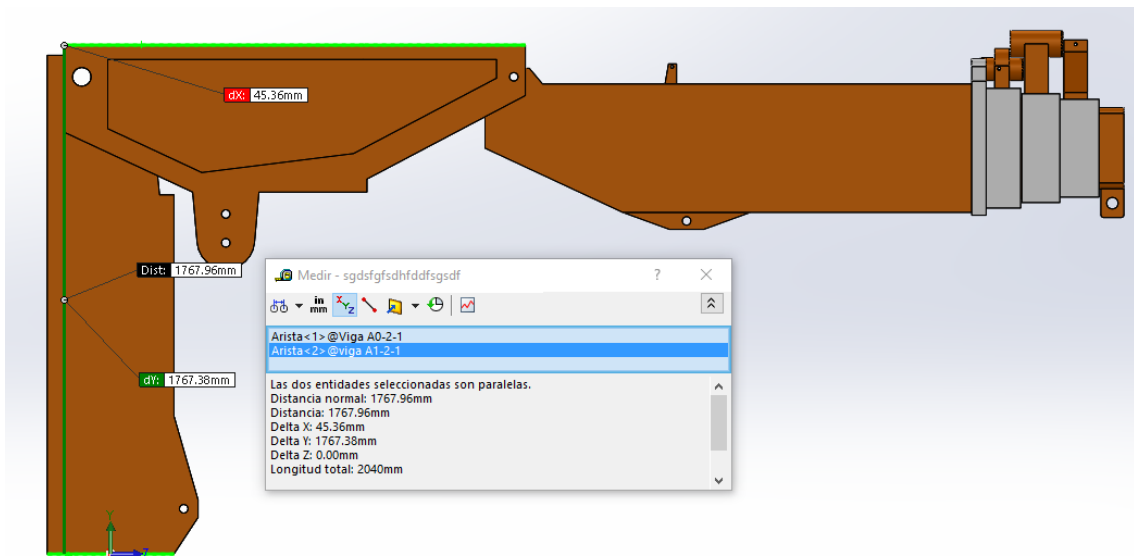 dX: 45.36mm
Dist: 1767.96mm
Medir - sgdsfgfsdhfddfsgsdf
?
in
mm
XYZ
Arista<1>@Viga A0-2-1
Arista<2>@viga A1-2-1
dY: 1767.38mm
Las dos entidades seleccionadas son paralelas.
Distancia normal: 1767.96mm
Distancia: 1767.96mm
Delta X: 45.36mm
Delta Y: 1767.38mm
Delta Z: 0.00mm
Longitud total: 2040mm
Y
Z